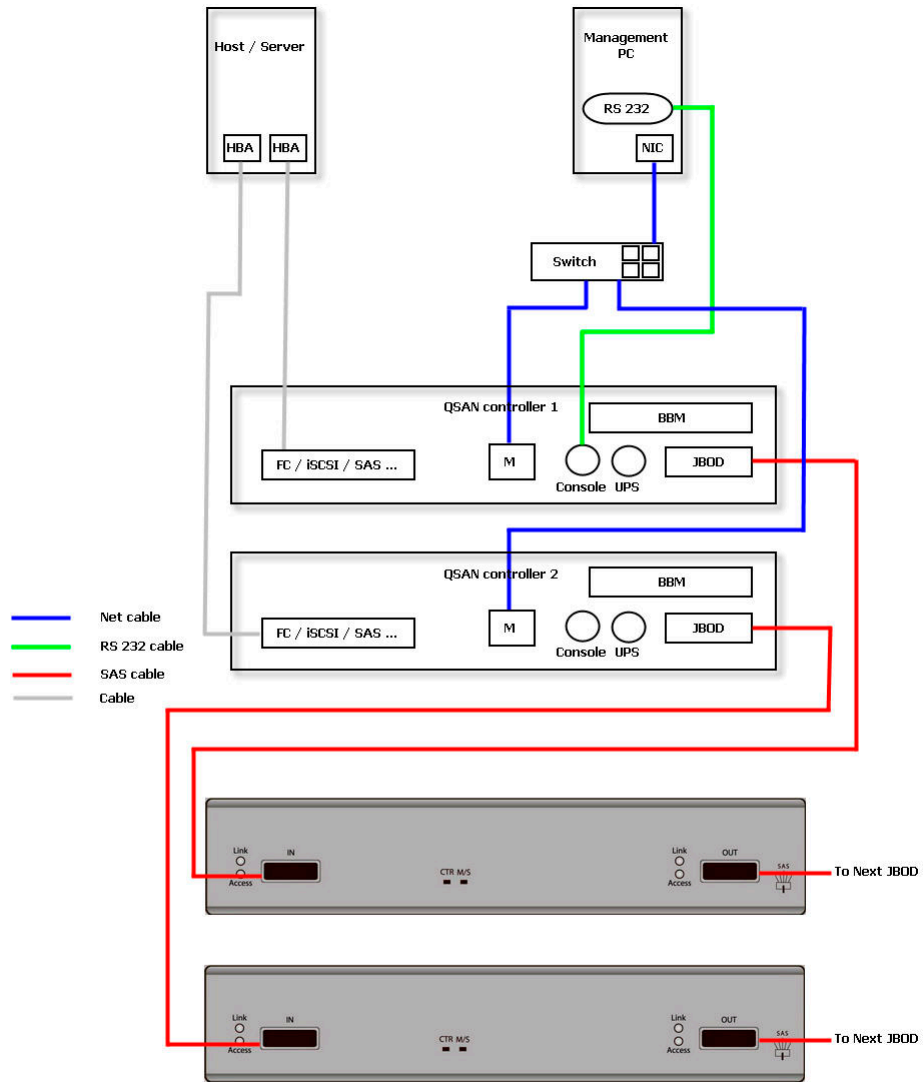 Host / Server
HBA
HBA
Management
PC
RS 232
NIC
Switch
QSAN controller 1
BBM
FC / iSCSI / SAS ...
M
Console
UPS
JBOD
QSAN controller 2
BBM
FC / iSCSI / SAS ...
M
Console
UPS
JBOD
Net cable
RS 232 cable
SAS cable
Cable
Link
Access
IN
CTR M/S
Link
Access
OUT
SAS
To Next JBOD
Link
Access
IN
CTR M/S
Link
Access
OUT
SAS
To Next JBOD